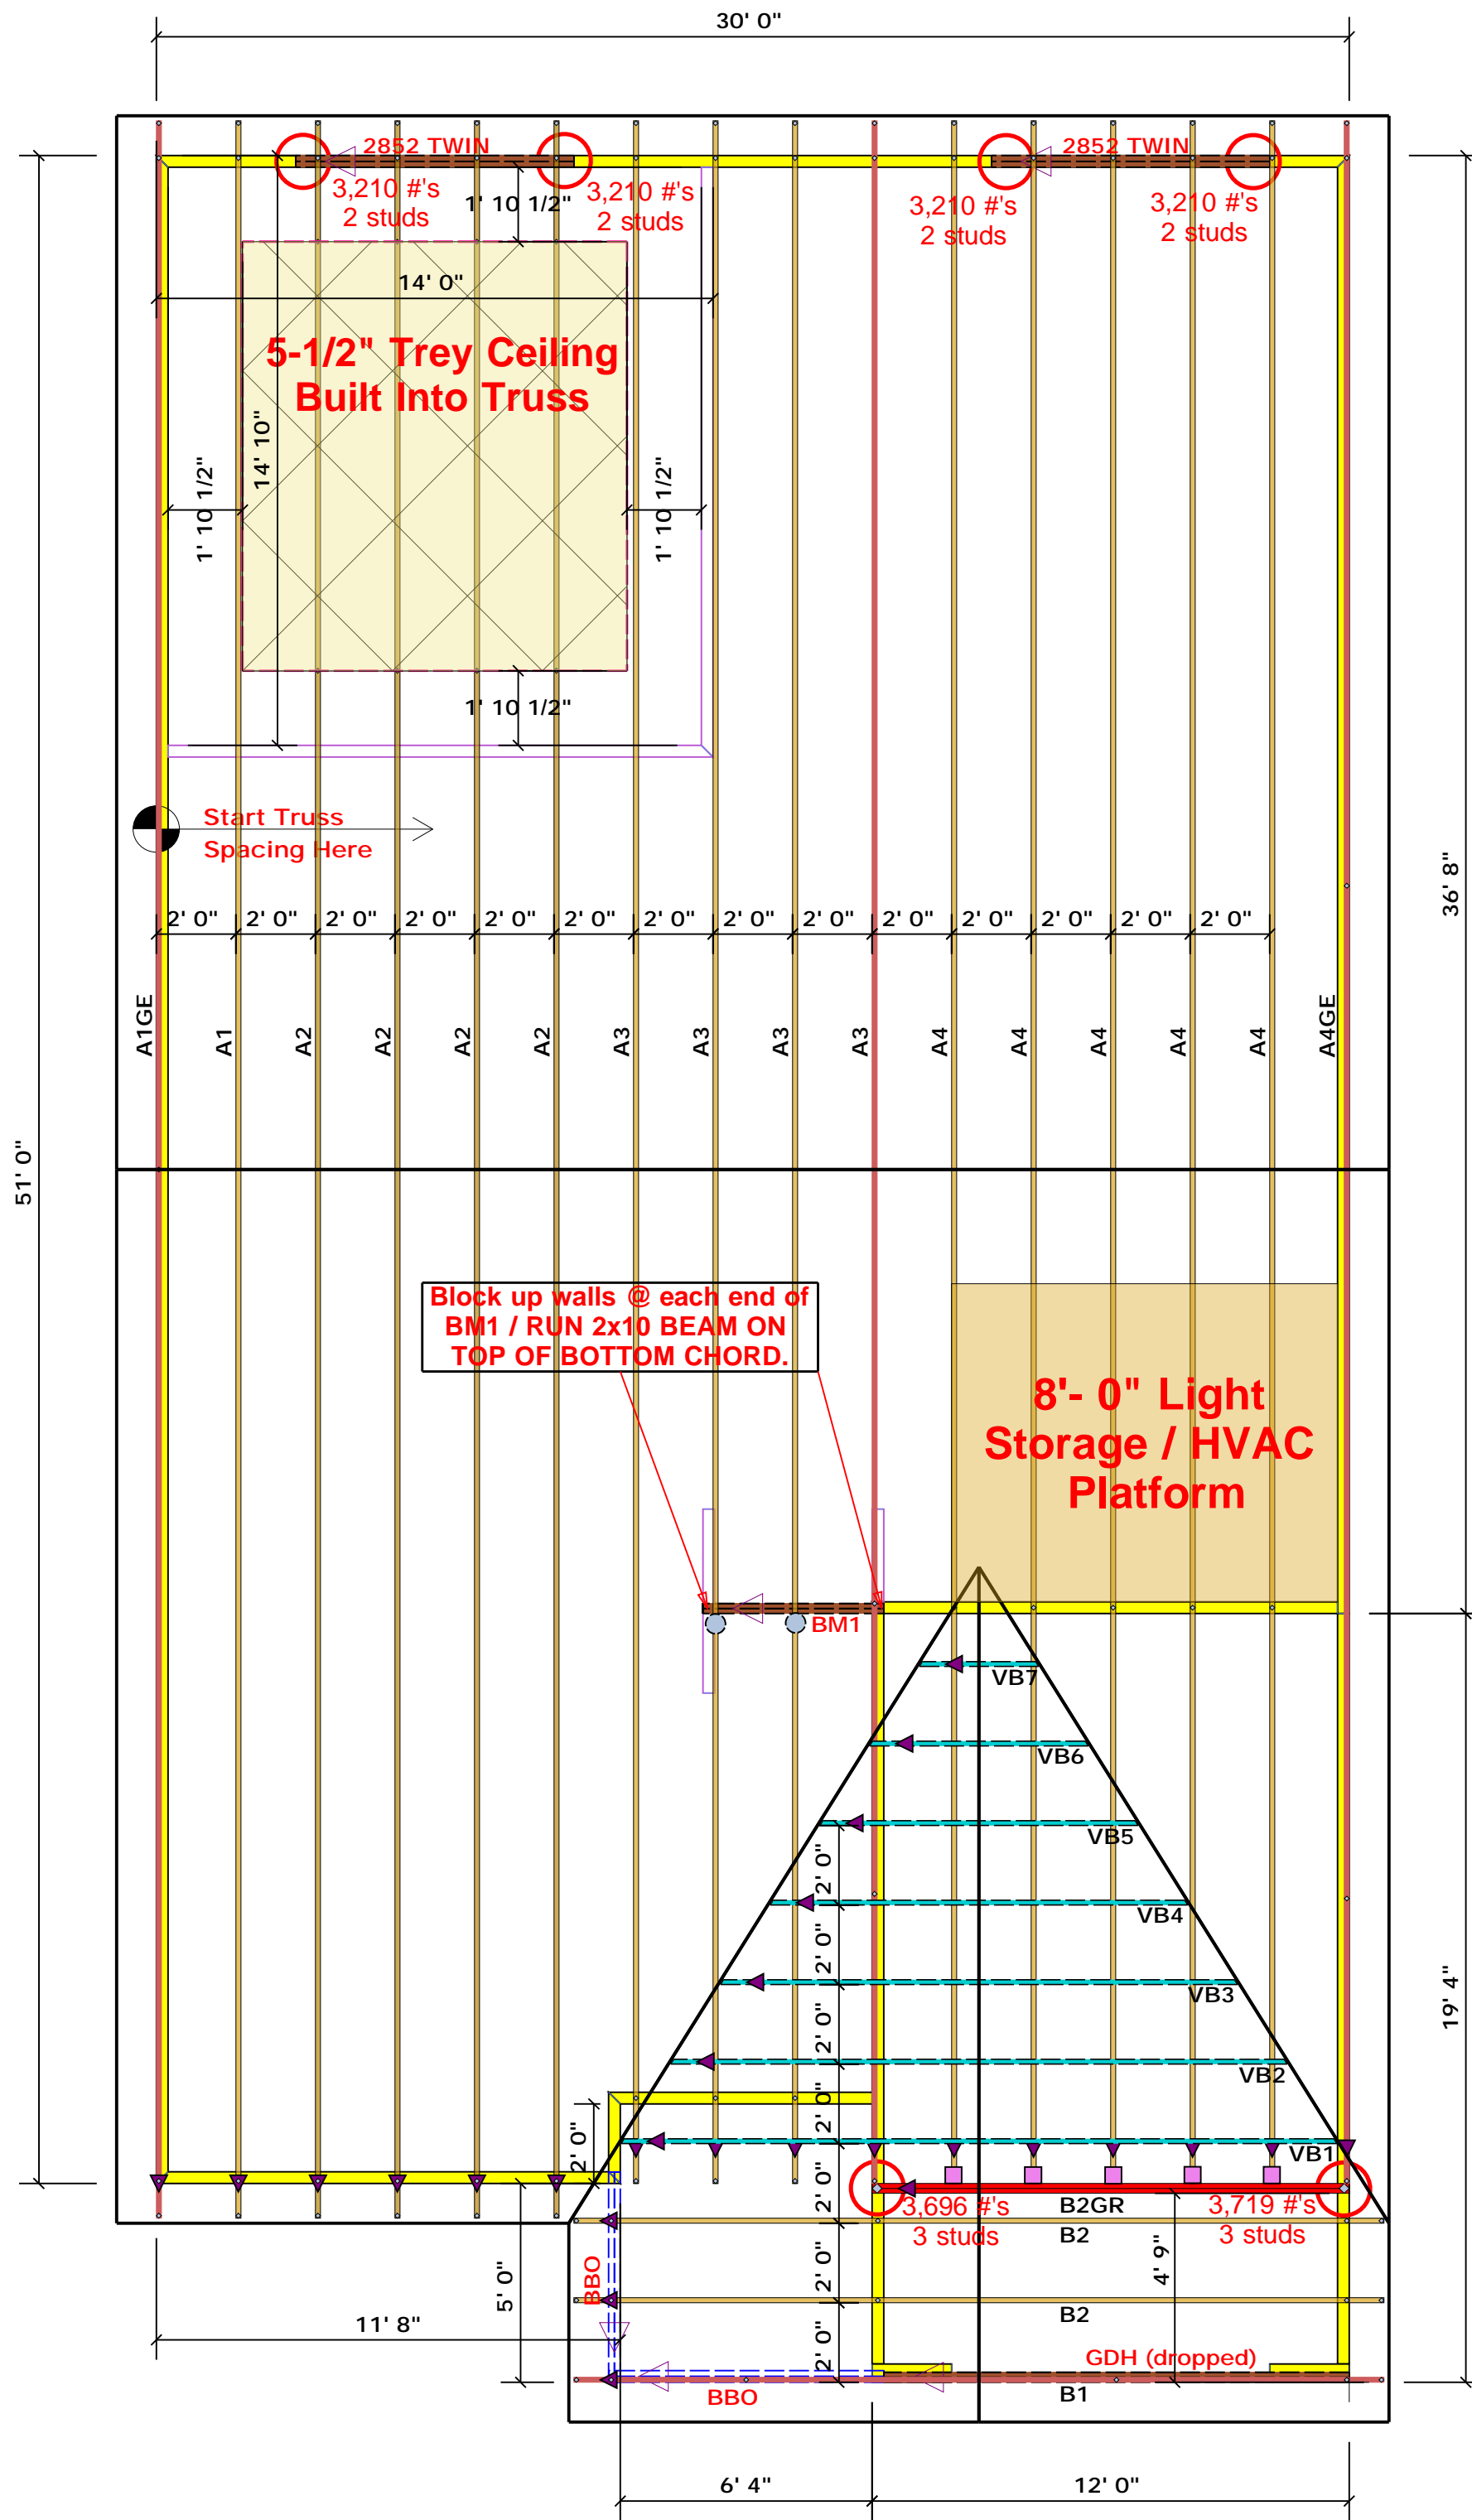 30' 0"
2852 TWIN
2852 TWIN
3,210 #'s
2 studs
3,210 #'s
2 studs
3,210 #'s
2 studs
3,210 #'s
2 studs
1' 10 1/2"
14' 0"
5-1/2" Trey Ceiling
Built Into Truss
14' 10"
1' 10 1/2"
1' 10 1/2"
1' 10 1/2"
Start Truss
Spacing Here
36' 8"
2' 0"
2' 0"
2' 0"
2' 0"
2' 0"
2' 0"
2' 0"
2' 0"
2' 0"
2' 0"
2' 0"
2' 0"
2' 0"
2' 0"
A1GE
A1
A2
A2
A2
A2
A3
A3
A3
A3
A4
A4
A4
A4
A4
A4GE
51' 0"
Block up walls @ each end of
BM1 / RUN 2x10 BEAM ON
TOP OF BOTTOM CHORD.
8'- 0" Light
Storage / HVAC
Platform
BM1
VB7
VB6
VB5
2' 0"
VB4
2' 0"
VB3
2' 0"
VB2
2' 0"
VB1
2' 0"
2' 0"
19' 4"
3,696 #'s
3 studs
B2GR
3,719 #'s
3 studs
B2
BBO
5' 0"
2' 0"
4' 9"
B2
11' 8"
2' 0"
GDH (dropped)
BBO
B1
6' 4"
12' 0"